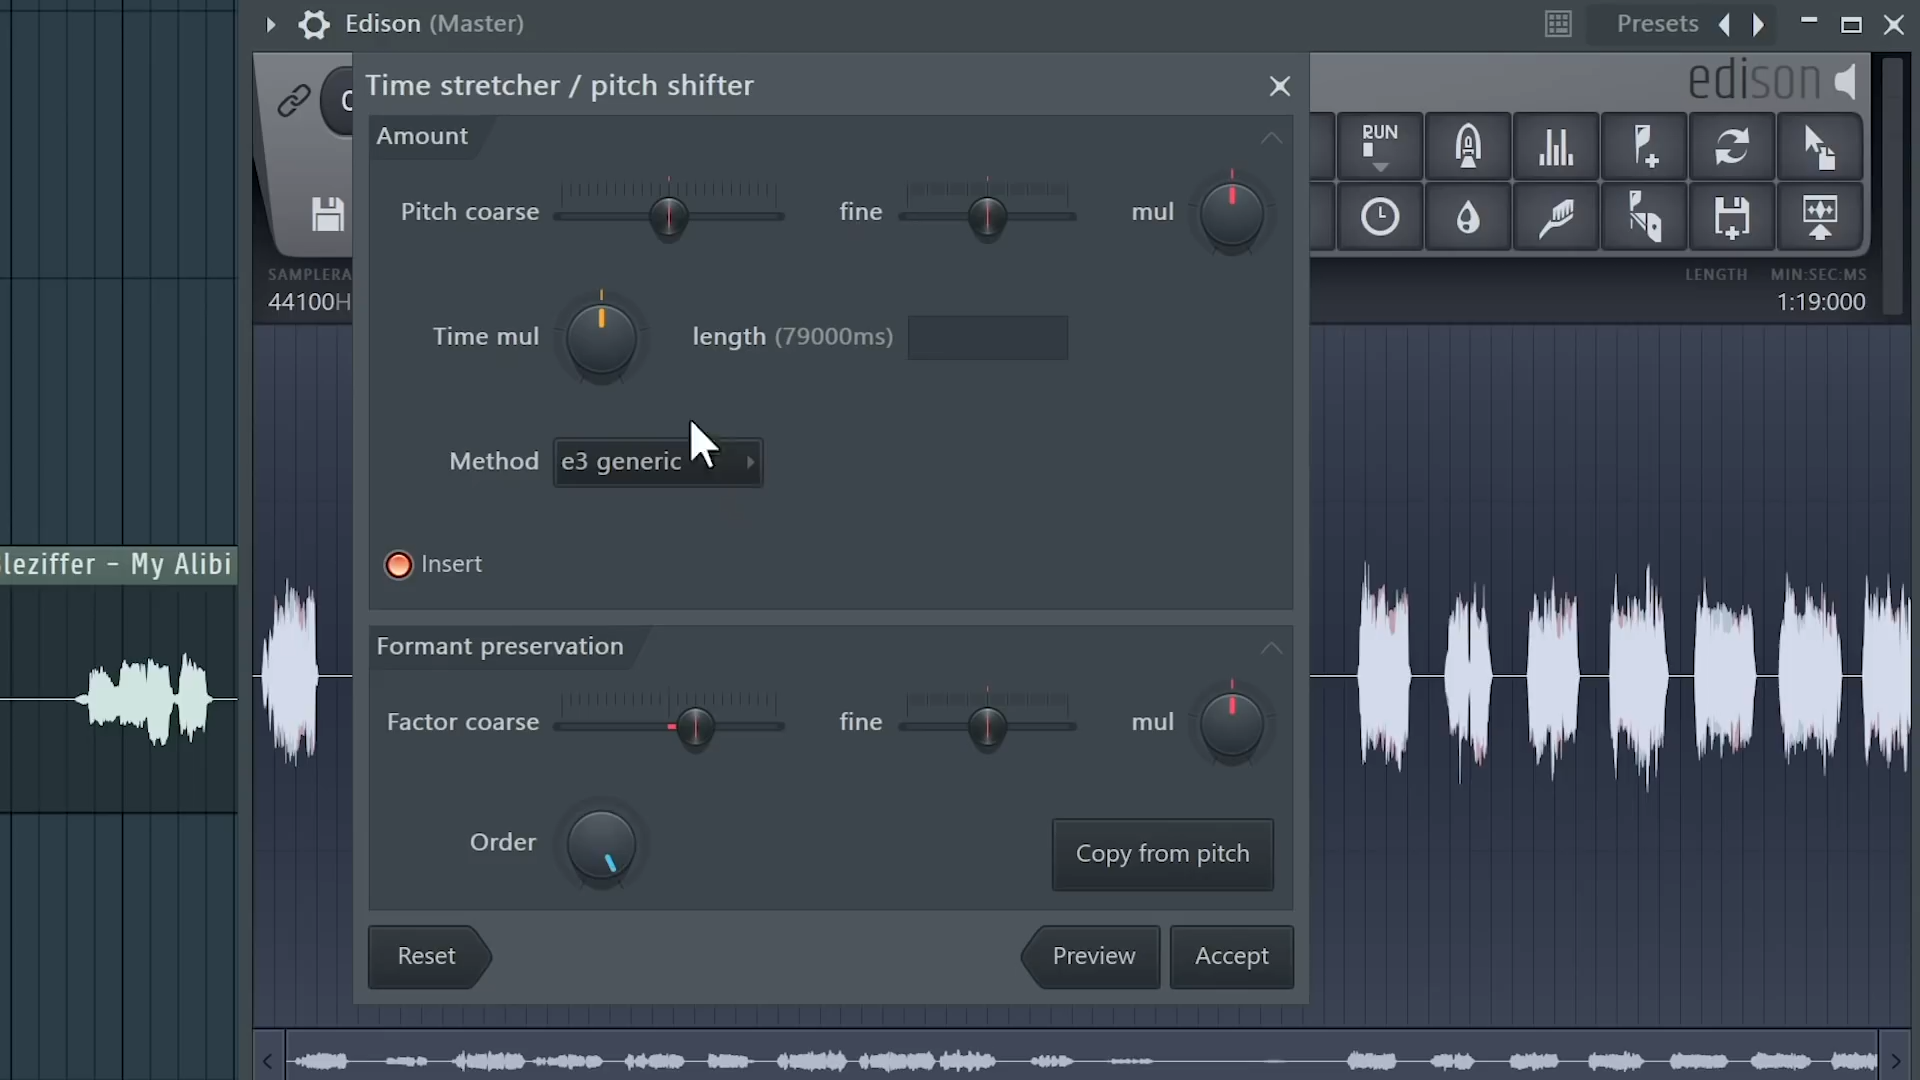 Edison (Master)
Presets
Time stretcher / pitch shifter
edison
Amount
RUN
Pitch coarse
fine
mul
44100H
SAMPLERA
LENGTH MIN:SEC:MS
1:19:000
Time mul
length (79000ms)
Method
e3 generic
Insert
leziffer - My Alibi
Formant preservation
Factor coarse
fine
mul
Order
Copy from pitch
Reset
Preview
Accept